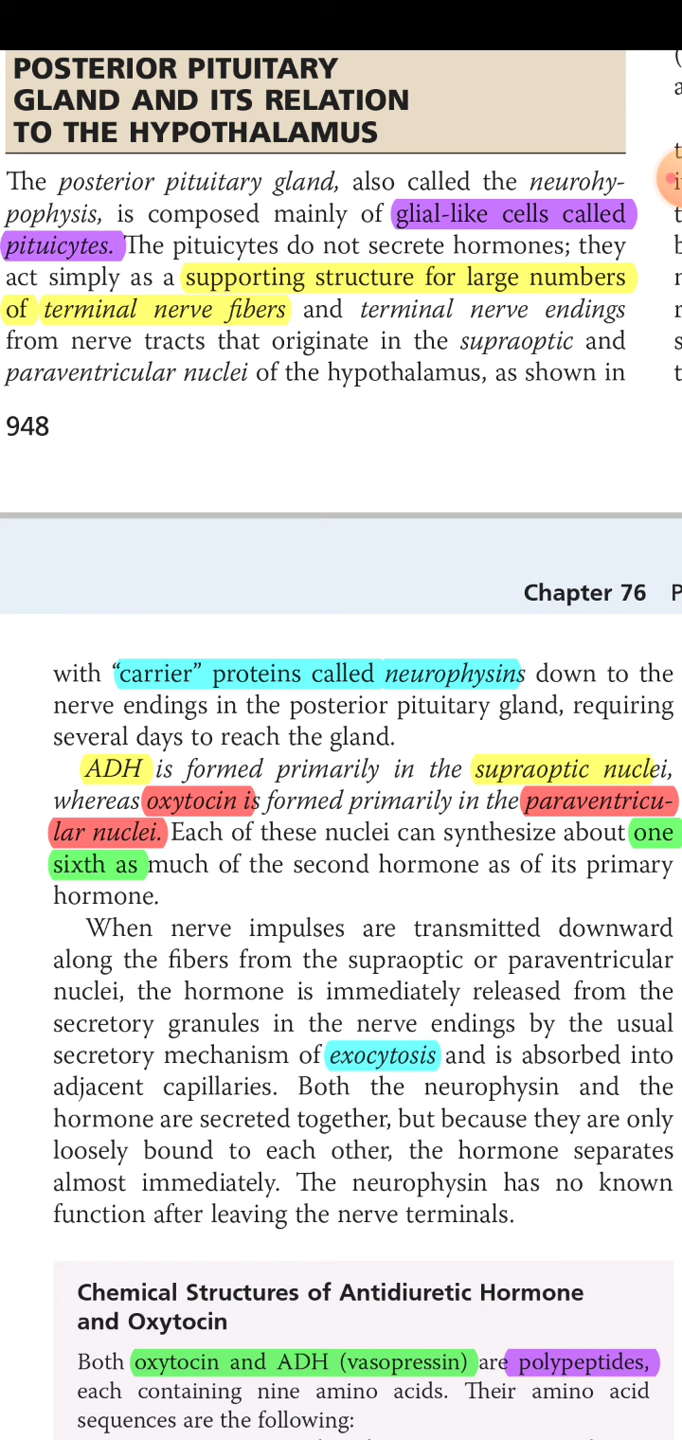 POSTERIOR PITUITARY
GLAND AND ITS RELATION
TO THE HYPOTHALAMUS
The posterior pituitary gland, also called the neurohy-
pophysis, is composed mainly of glial-like cells called
pituicytes. The pituicytes do not secrete hormones; they
act simply as a supporting structure for large numbers
of terminal nerve fibers and terminal nerve endings
from nerve tracts that originate in the supraoptic and
paraventricular nuclei of the hypothalamus, as shown in
948
Chapter 76 P
with “carrier” proteins called neurophysins down to the
nerve endings in the posterior pituitary gland, requiring
several days to reach the gland.
ADH is formed primarily in the supraoptic nuclei,
whereas oxytocin is formed primarily in the paraventricu-
lar nuclei. Each of these nuclei can synthesize about one
sixth as much of the second hormone as of its primary
hormone.
When nerve impulses are transmitted downward
along the fibers from the supraoptic or paraventricular
nuclei, the hormone is immediately released from the
secretory granules in the nerve endings by the usual
secretory mechanism of exocytosis and is absorbed into
adjacent capillaries. Both the neurophysin and the
hormone are secreted together, but because they are only
loosely bound to each other, the hormone separates
almost immediately. The neurophysin has no known
function after leaving the nerve terminals.
Chemical Structures of Antidiuretic Hormone
and Oxytocin
Both oxytocin and ADH (vasopressin) are polypeptides,
each containing nine amino acids. Their amino acid
sequences are the following: